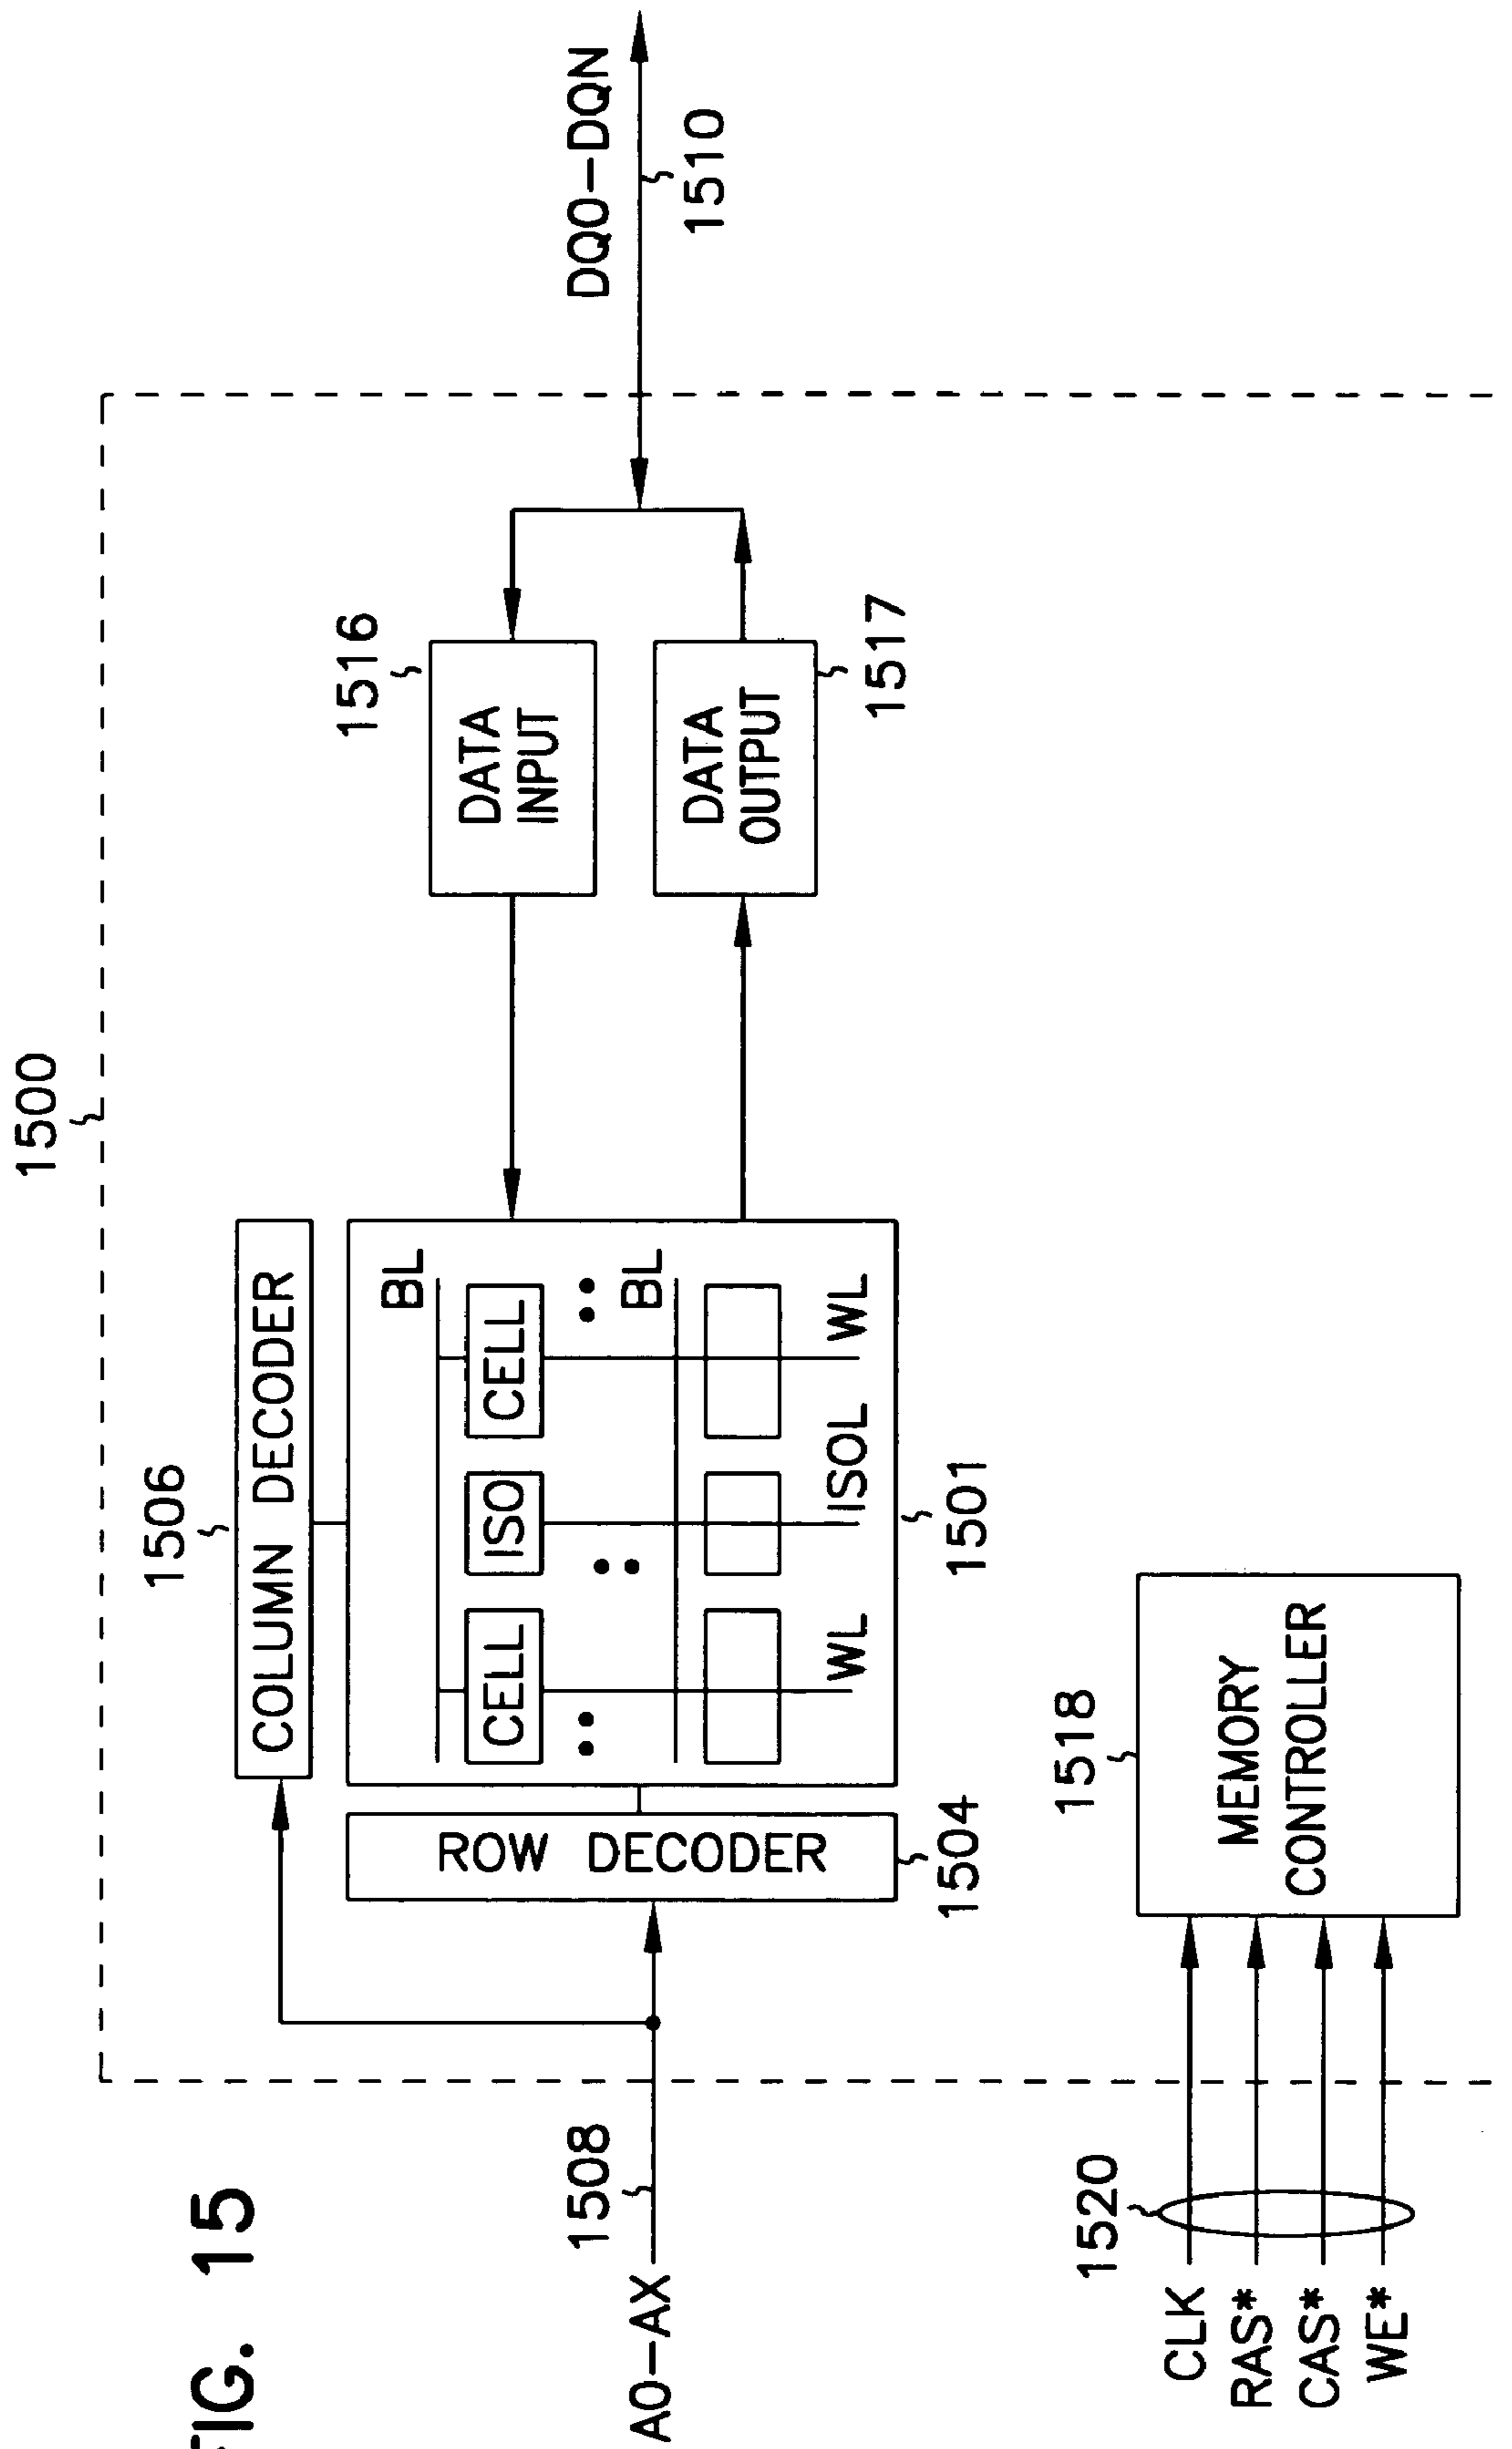 FIG. 15
1500
1506
COLUMN DECODER
BL
CELL
ISO
CELL
BL
WL
ISOL
WL
1501
ROW DECODER
1504
A0-AX
1508
1516
DATA
INPUT
DATA
OUTPUT
1517
DQ0-DQN
1510
1518
MEMORY
CONTROLLER
1520
CLK
RAS*
CAS*
WE*